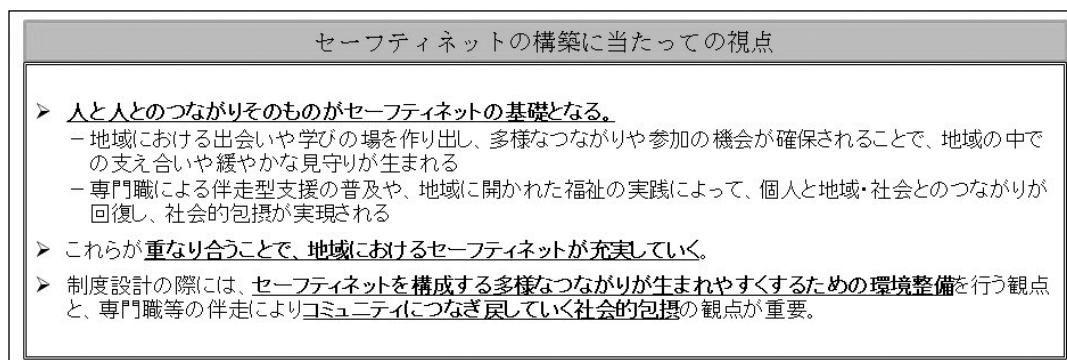 セーフティネットの構築に当たっての視点
➢ 人と人とのつながりそのものがセーフティネットの基礎となる。
－地域における出会いや学びの場を作り出し、多様なつながりや参加の機会が確保されることで、地域の中で
の支え合いや緩やかな見守りが生まれる
－専門職による伴走型支援の普及や、地域に開かれた福祉の実践によって、個人と地域・社会とのつながりが
回復し、社会的包摂が実現される
➢ これらが重なり合うことで、地域におけるセーフティネットが充実していく。
➢ 制度設計の際には、セーフティネットを構成する多様なつながりが生まれやすくするための環境整備を行う観点
と、専門職等の伴走によりコミュニティにつなぎ戻していく社会的包摂の観点が重要。